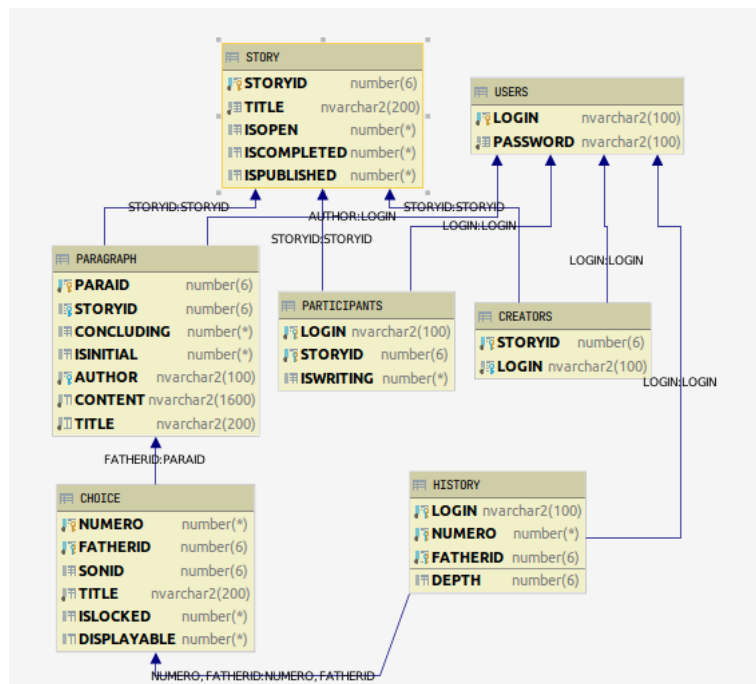 STORY
STORYID number(6)
TITLE nvarchar2(200)
ISOPEN number(*)
ISCOMPLETED number(*)
ISPUBLISHED number(*)
USERS
LOGIN nvarchar2(100)
PASSWORD nvarchar2(100)
STORYID:STORYID
AUTHOR:LOGIN
STORYID:STORYID
LOGIN:LOGIN
STORYID:STORYID
LOGIN:LOGIN
PARAGRAPH
PARAID number(6)
STORYID number(6)
CONCLUDING number(*)
ISINITIAL number(*)
AUTHOR nvarchar2(100)
CONTENT nvarchar2(1600)
TITLE nvarchar2(200)
PARTICIPANTS
LOGIN nvarchar2(100)
STORYID number(6)
ISWRITING number(*)
CREATORS
STORYID number(6)
LOGIN nvarchar2(100)
LOGIN:LOGIN
FATHERID:PARAID
CHOICE
NUMERO number(*)
FATHERID number(6)
SONID number(6)
TITLE nvarchar2(200)
ISLOCKED number(*)
DISPLAYABLE number(*)
HISTORY
LOGIN nvarchar2(100)
NUMERO number(*)
FATHERID number(6)
DEPTH number(6)
NUMERO, FATHERID:NUMERO, FATHERID